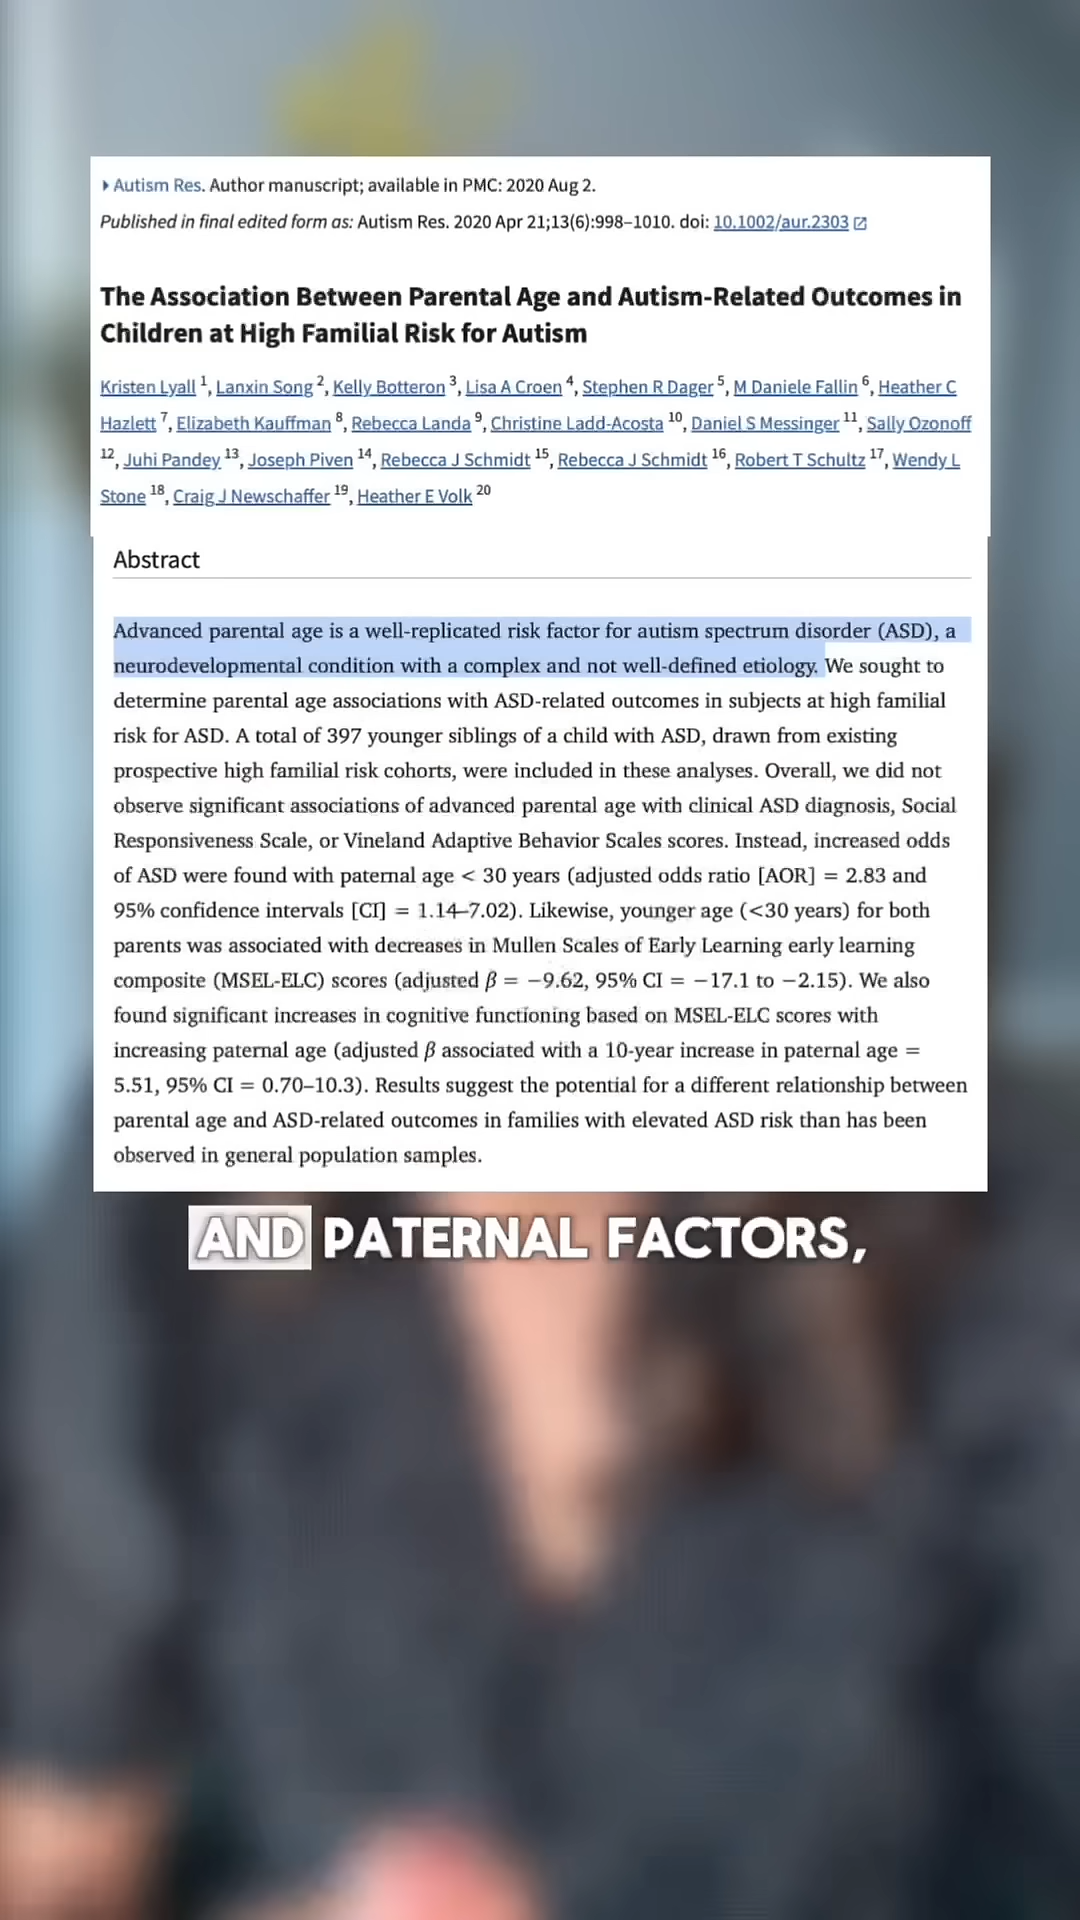 Autism Res. Author manuscript; available in PMC: 2020 Aug 2.
Published in final edited form as: Autism Res. 2020 Apr 21;13(6):998–1010. doi: 10.1002/aur.2303
The Association Between Parental Age and Autism-Related Outcomes in
Children at High Familial Risk for Autism
Kristen Lyall 1, Lanxin Song 2, Kelly Botteron 3, Lisa A Croen 4, Stephen R Dager 5, M Daniele Fallin 6, Heather C
Hazlett 7, Elizabeth Kauffman 8, Rebecca Landa 9, Christine Ladd-Acosta 10, Daniel S Messinger 11, Sally Ozonoff
12, Juhi Pandey 13, Joseph Piven 14, Rebecca J Schmidt 15, Rebecca J Schmidt 16, Robert T Schultz 17, Wendy L
Stone 18, Craig J Newschaffer 19, Heather E Volk 20
Abstract
Advanced parental age is a well-replicated risk factor for autism spectrum disorder (ASD), a
neurodevelopmental condition with a complex and not well-defined etiology. We sought to
determine parental age associations with ASD-related outcomes in subjects at high familial
risk for ASD. A total of 397 younger siblings of a child with ASD, drawn from existing
prospective high familial risk cohorts, were included in these analyses. Overall, we did not
observe significant associations of advanced parental age with clinical ASD diagnosis, Social
Responsiveness Scale, or Vineland Adaptive Behavior Scales scores. Instead, increased odds
of ASD were found with paternal age < 30 years (adjusted odds ratio [AOR] = 2.83 and
95% confidence intervals [CI] = 1.14–7.02). Likewise, younger age (<30 years) for both
parents was associated with decreases in Mullen Scales of Early Learning early learning
composite (MSEL-ELC) scores (adjusted β = −9.62, 95% CI = −17.1 to −2.15). We also
found significant increases in cognitive functioning based on MSEL-ELC scores with
increasing paternal age (adjusted β associated with a 10-year increase in paternal age =
5.51, 95% CI = 0.70–10.3). Results suggest the potential for a different relationship between
parental age and ASD-related outcomes in families with elevated ASD risk than has been
observed in general population samples.
AND PATERNAL FACTORS,